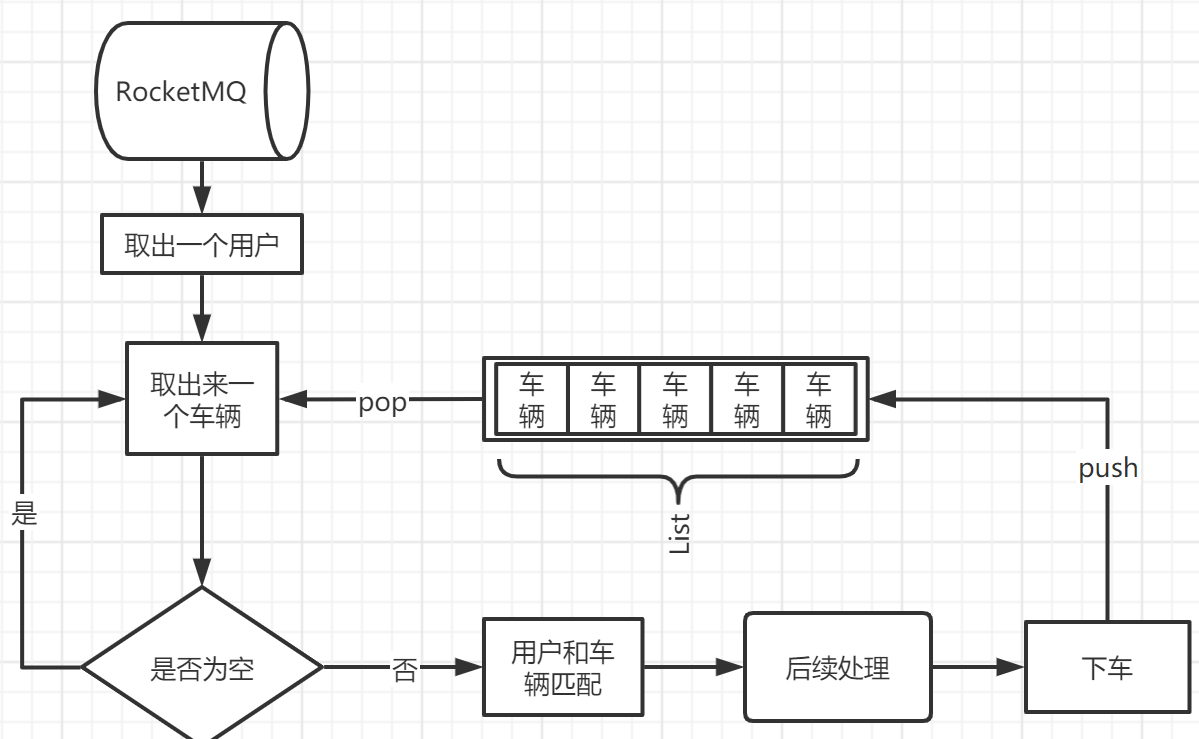 RocketMQ
取出一个用户
取出来一
个车辆
pop
车
辆
车
辆
车
辆
车
辆
车
辆
push
List
是
是否为空
否
用户和车
辆匹配
后续处理
下车